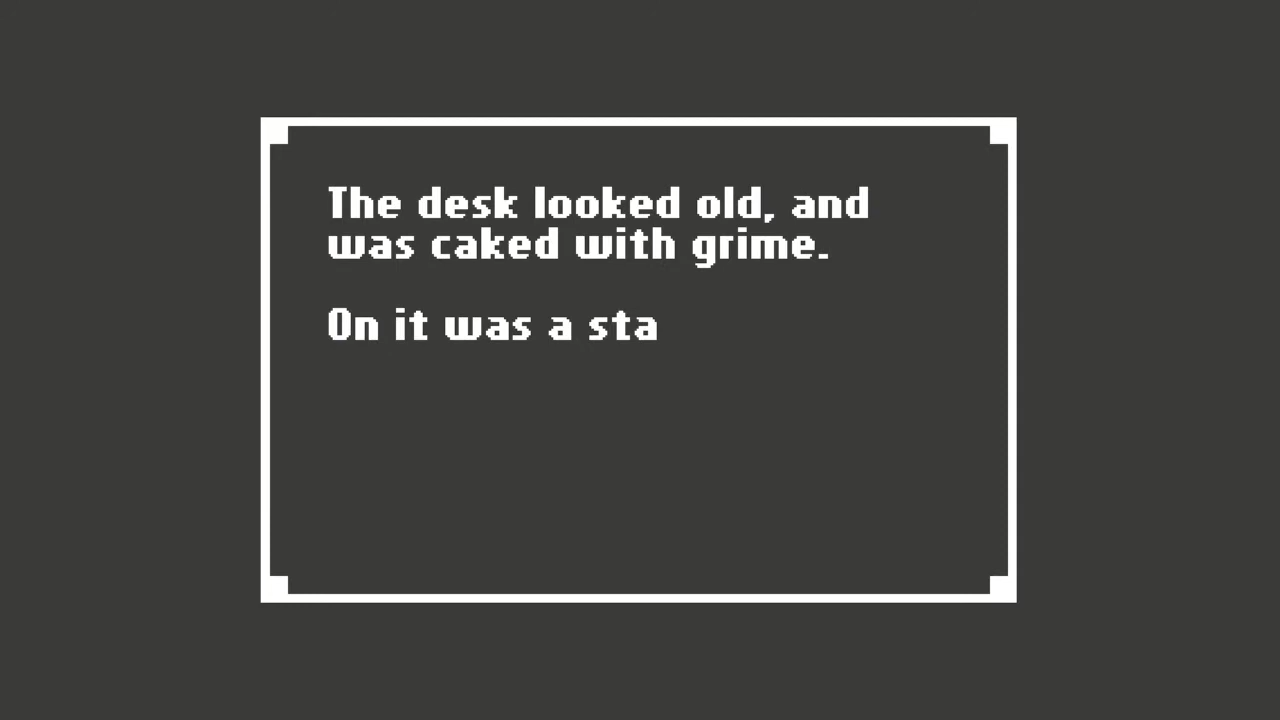 The desk looked old, and
was caked with grime.
On it was a sta